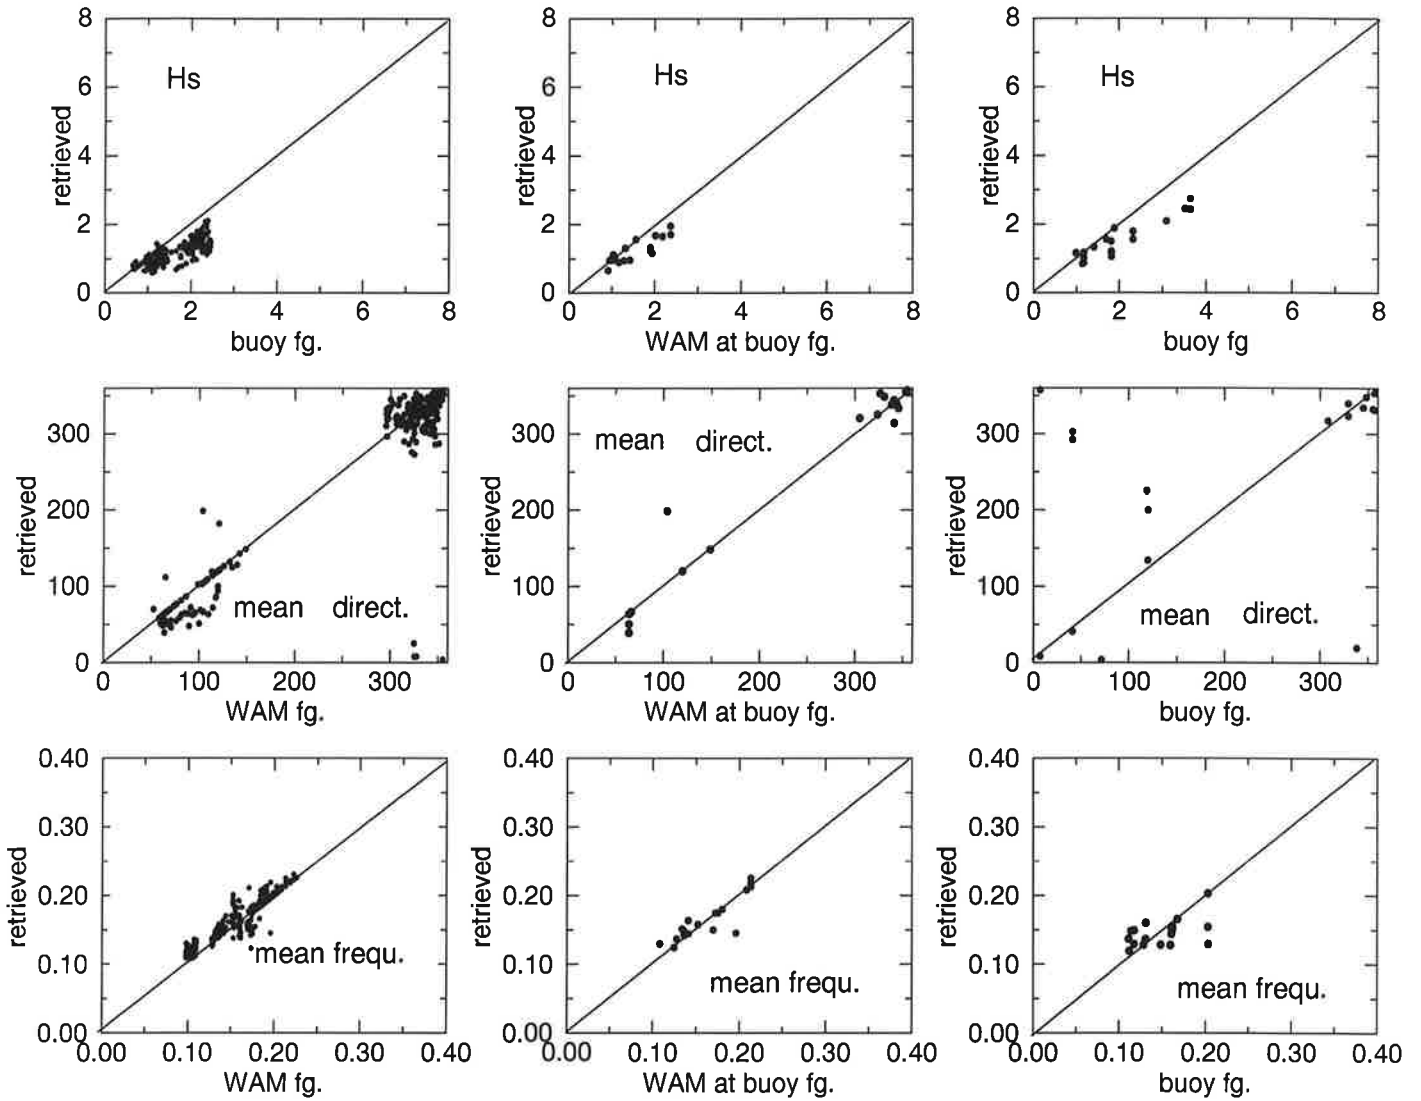 8 8 8
6 Hs 6 Hs 6 Hs
retrieved retrieved retrieved
4 4 4
2 2 2
0 0 0
0 2 4 6 8 0 2 4 6 8 0 2 4 6 8
buoy fg. WAM at buoy fg. buoy fg
300 300 mean direct. 300
retrieved retrieved retrieved
200 200 200
100 100 100
mean direct. mean direct.
0 0 0
0 100 200 300 0 100 200 300 0 100 200 300
WAM fg. WAM at buoy fg. buoy fg.
0.40 0.40 0.40
0.30 0.30 0.30
retrieved retrieved retrieved
0.20 0.20 0.20
0.10 mean frequ. 0.10 mean frequ. 0.10 mean frequ.
0.00 0.00 0.00
0.00 0.10 0.20 0.30 0.40 0.00 0.10 0.20 0.30 0.40 0.00 0.10 0.20 0.30 0.40
WAM fg. WAM at buoy fg. buoy fg.